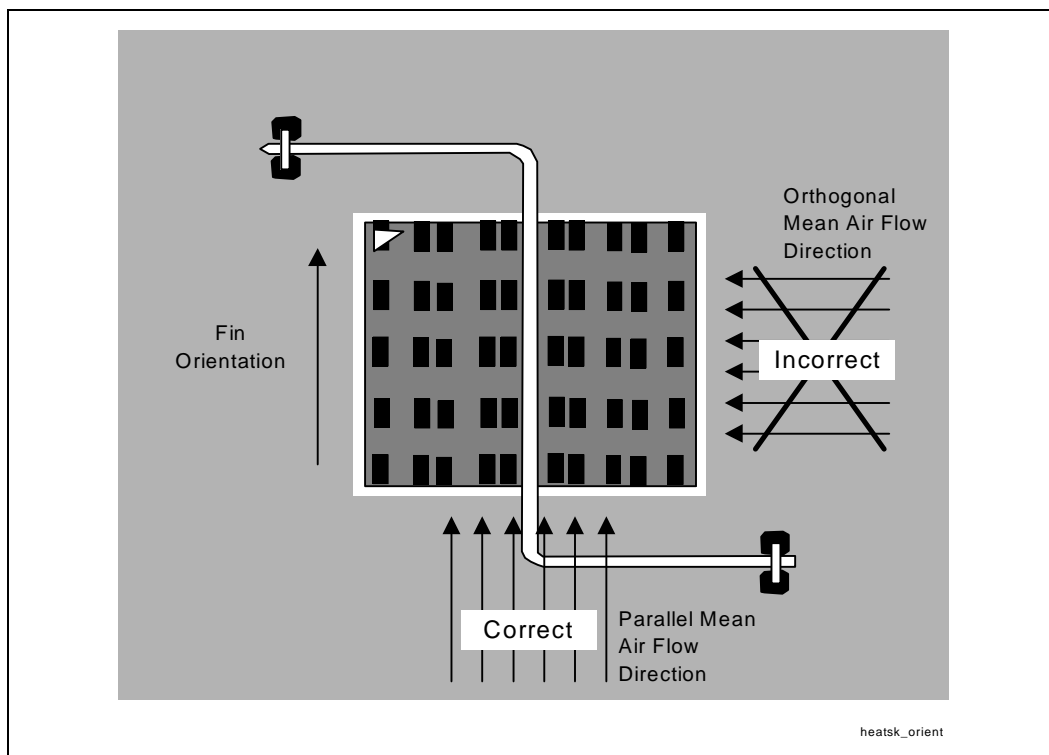 Orthogonal
Mean Air Flow
Direction
Fin
Orientation
Incorrect
Correct
Parallel Mean
Air Flow
Direction
heatsk_orient